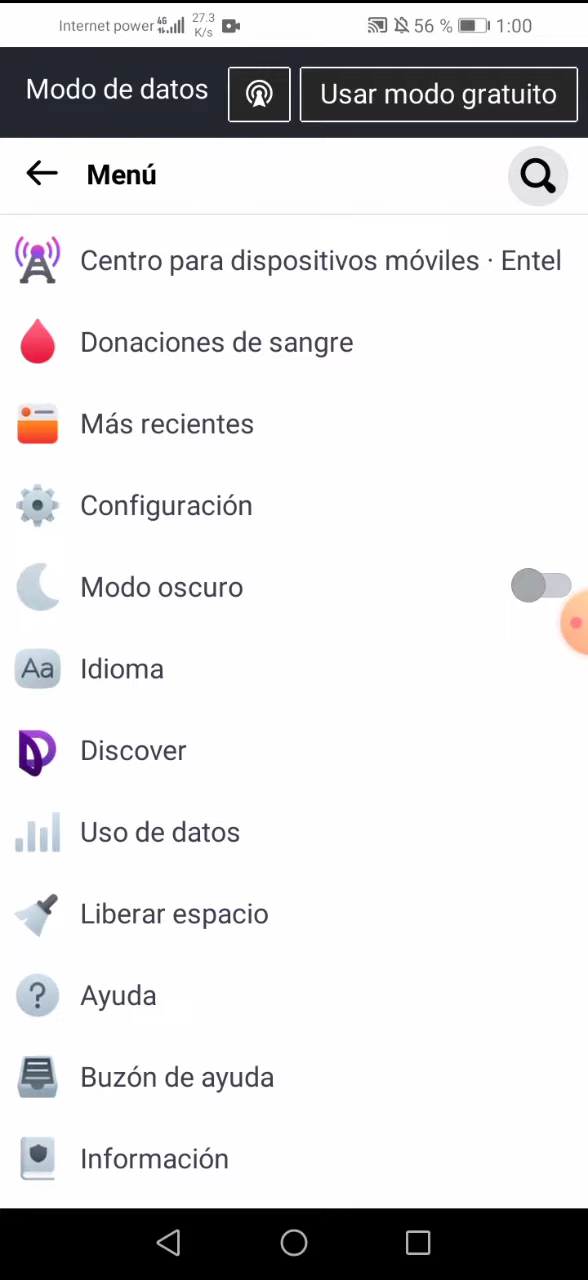 Internet power 4G 27.3 K/s 56 % 1:00
Modo de datos Usar modo gratuito
Menú
Centro para dispositivos móviles · Entel
Donaciones de sangre
Más recientes
Configuración
Modo oscuro
Aa Idioma
Discover
Uso de datos
Liberar espacio
? Ayuda
Buzón de ayuda
Información